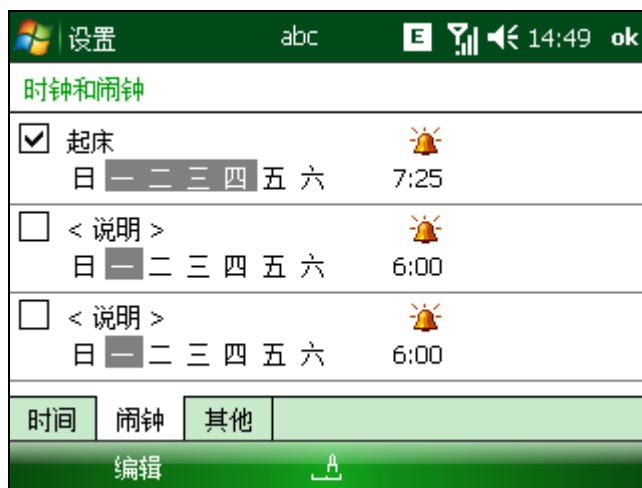 设置 abc E 14:49 ok
时钟和闹钟
起床
日 一 二 三 四 五 六 7:25
< 说明 >
日 一 二 三 四 五 六 6:00
< 说明 >
日 一 二 三 四 五 六 6:00
时间 闹钟 其他
编辑 A